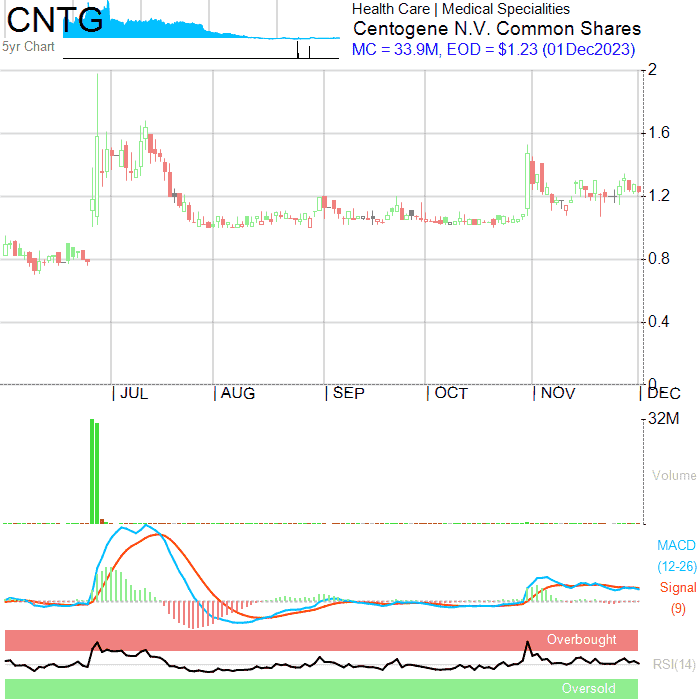 CNTG
5yr Chart
Health Care | Medical Specialities
Centogene N.V. Common Shares
MC = 33.9M, EOD = $1.23 (01Dec2023)
2
1.6
1.2
0.8
0.4
0
JUL
AUG
SEP
OCT
NOV
DEC
32M
Volume
MACD
(12-26)
Signal
(9)
Overbought
RSI(14)
Oversold